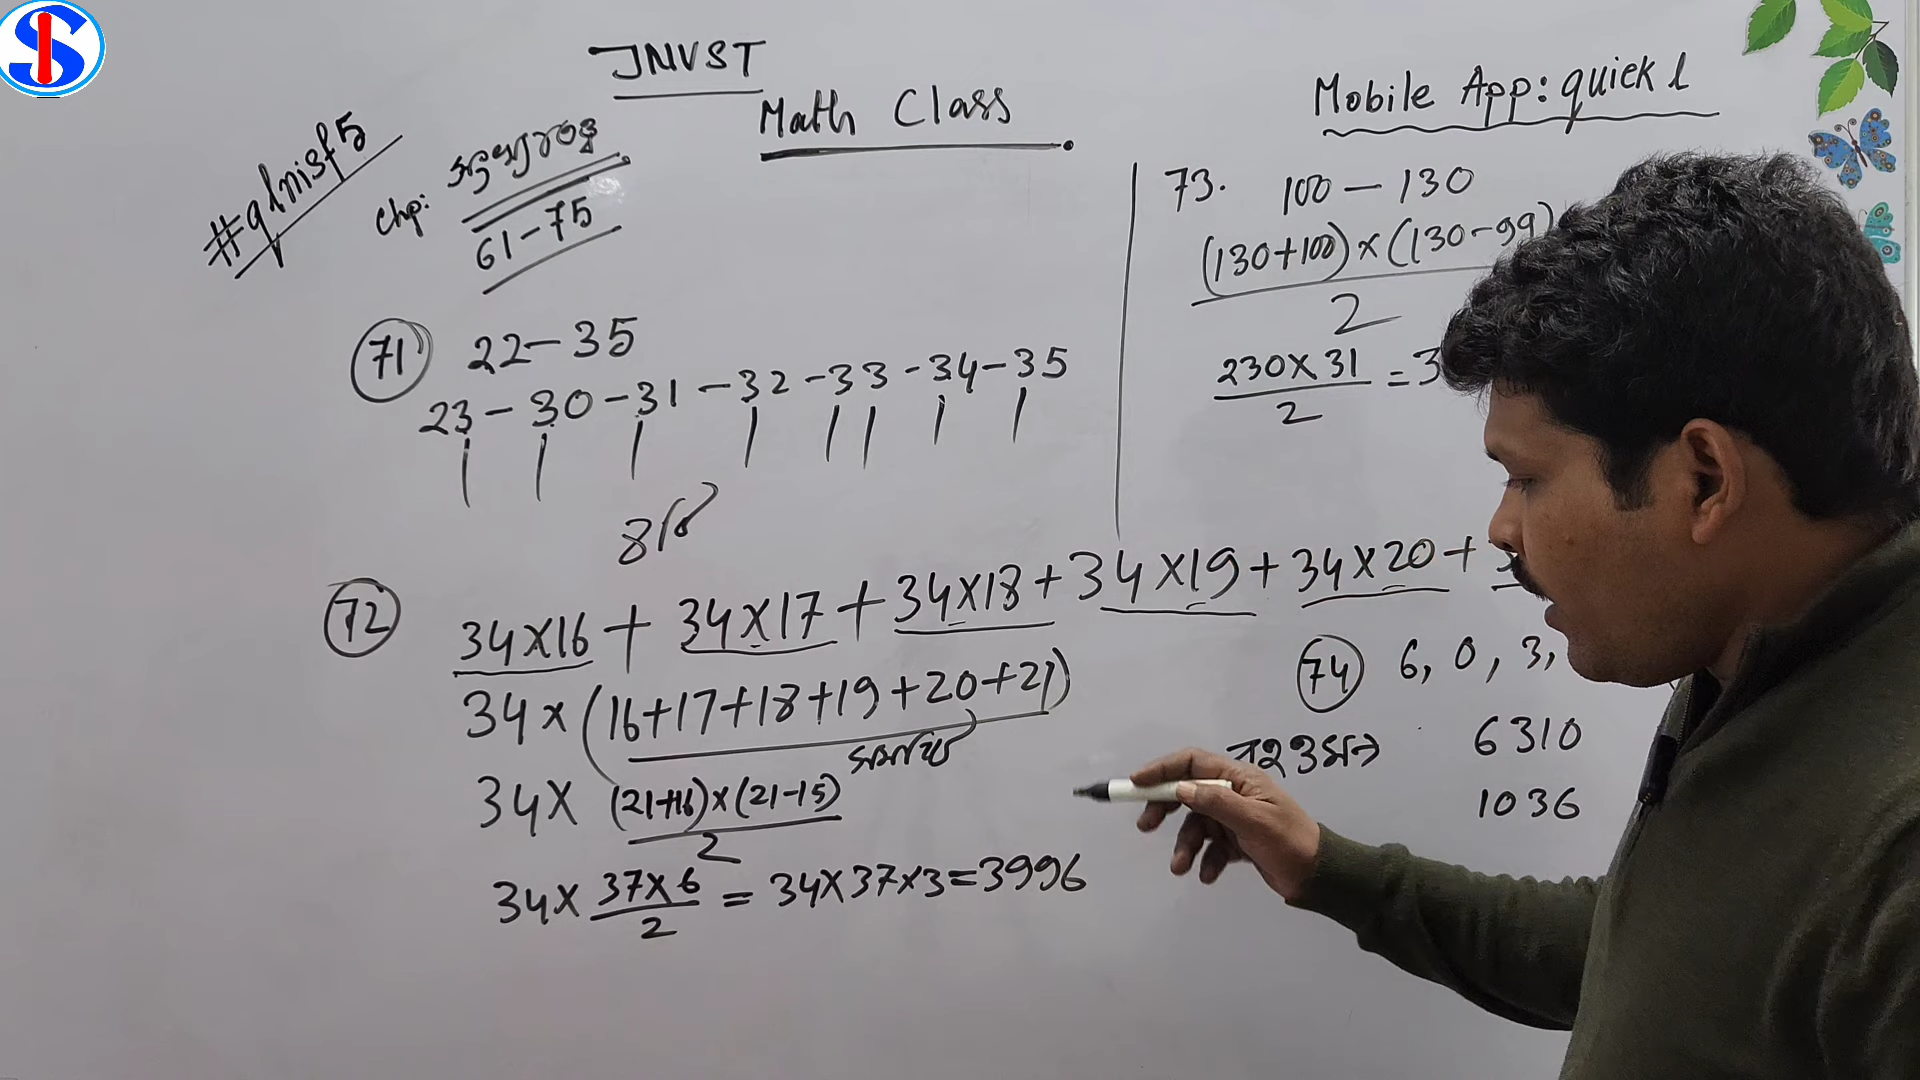 JNVST
Math Class
Mobile App: quick l
#qlnisf5
Chp:
61-75
71 22-35
23-30-31-32-33-34-35
8
72 34×16+34×17+34×18+34×19+34×20+
34×(16+17+18+19+20+21)
34× (21+16)×(21-15)
2
34× 37×6 = 34×37×3=3996
2
73. 100-130
(130+100)×(130-99)
2
230×31 =3
2
74 6, 0, 3,
6310
1036